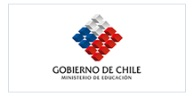 GOBIERNO DE CHILE
MINISTERIO DE EDUCACIÓN